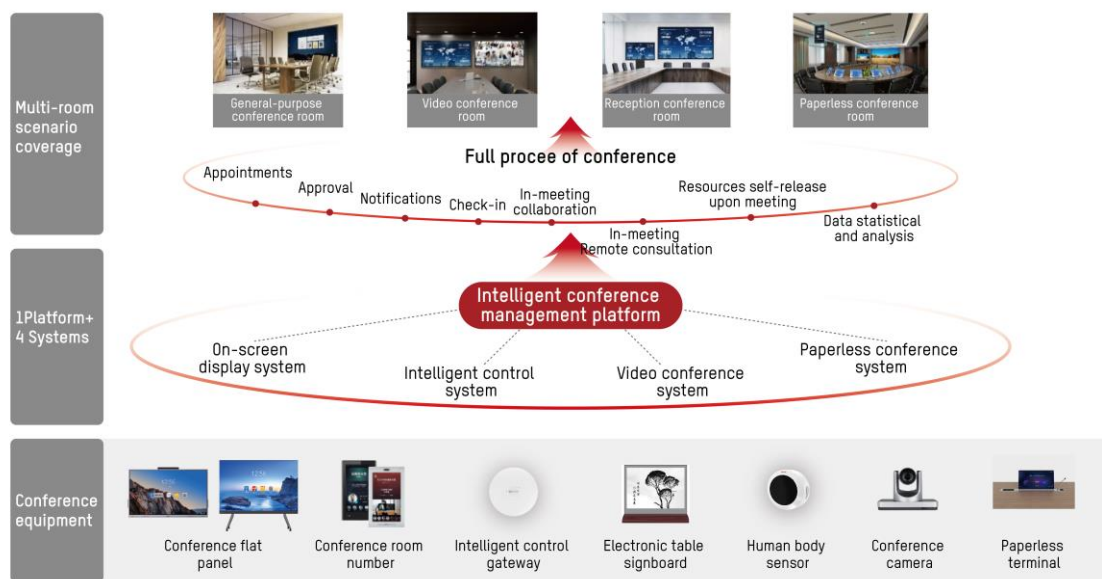 Multi-room
scenario
coverage
General-purpose
conference room
Video conference
room
Reception conference
room
Paperless conference
room
Full procee of conference
Appointments
Approval
Notifications
Check-in
In-meeting
collaboration
In-meeting
Remote consultation
Resources self-release
upon meeting
Data statistical
and analysis
1Platform+
4 Systems
Intelligent conference
management platform
On-screen
display system
Intelligent control
system
Video conference
system
Paperless conference
system
Conference
equipment
Conference flat
panel
Conference room
number
Intelligent control
gateway
Electronic table
signboard
Human body
sensor
Conference
camera
Paperless
terminal